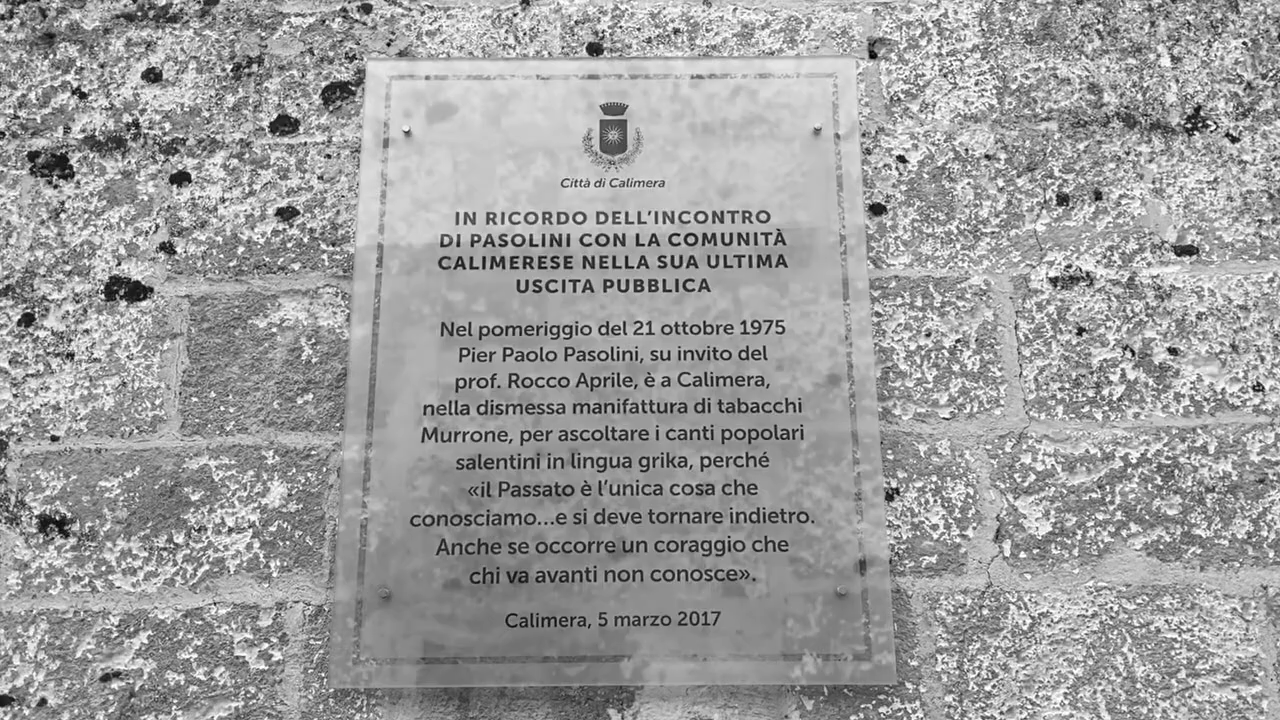 Città di Calimera
IN RICORDO DELL'INCONTRO
DI PASOLINI CON LA COMUNITÀ
CALIMERESE NELLA SUA ULTIMA
USCITA PUBBLICA
Nel pomeriggio del 21 ottobre 1975
Pier Paolo Pasolini, su invito del
prof. Rocco Aprile, è a Calimera,
nella dismessa manifattura di tabacchi
Murrone, per ascoltare i canti popolari
salentini in lingua grika, perché
«il Passato è l'unica cosa che
conosciamo...e si deve tornare indietro.
Anche se occorre un coraggio che
chi va avanti non conosce».
Calimera, 5 marzo 2017